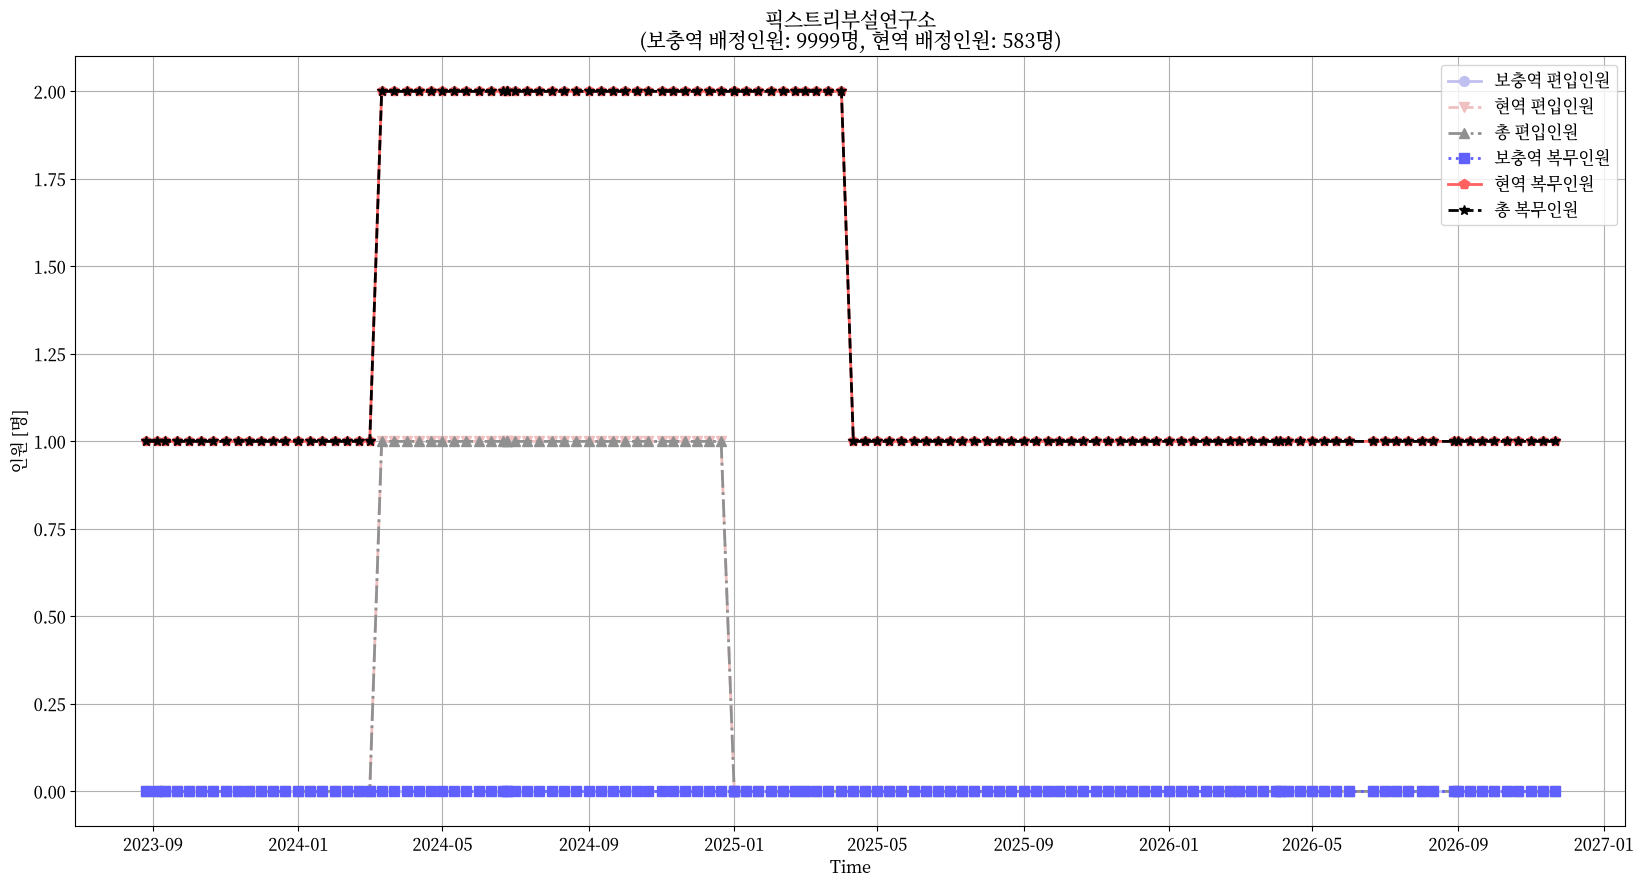 픽스트리부설연구소
(보충역 배정인원: 9999명, 현역 배정인원: 583명)
보충역 편입인원
현역 편입인원
총 편입인원
보충역 복무인원
현역 복무인원
총 복무인원
인원 [명]
2.00
1.75
1.50
1.25
1.00
0.75
0.50
0.25
0.00
2023-09
2024-01
2024-05
2024-09
2025-01
2025-05
2025-09
2026-01
2026-05
2026-09
2027-01
Time